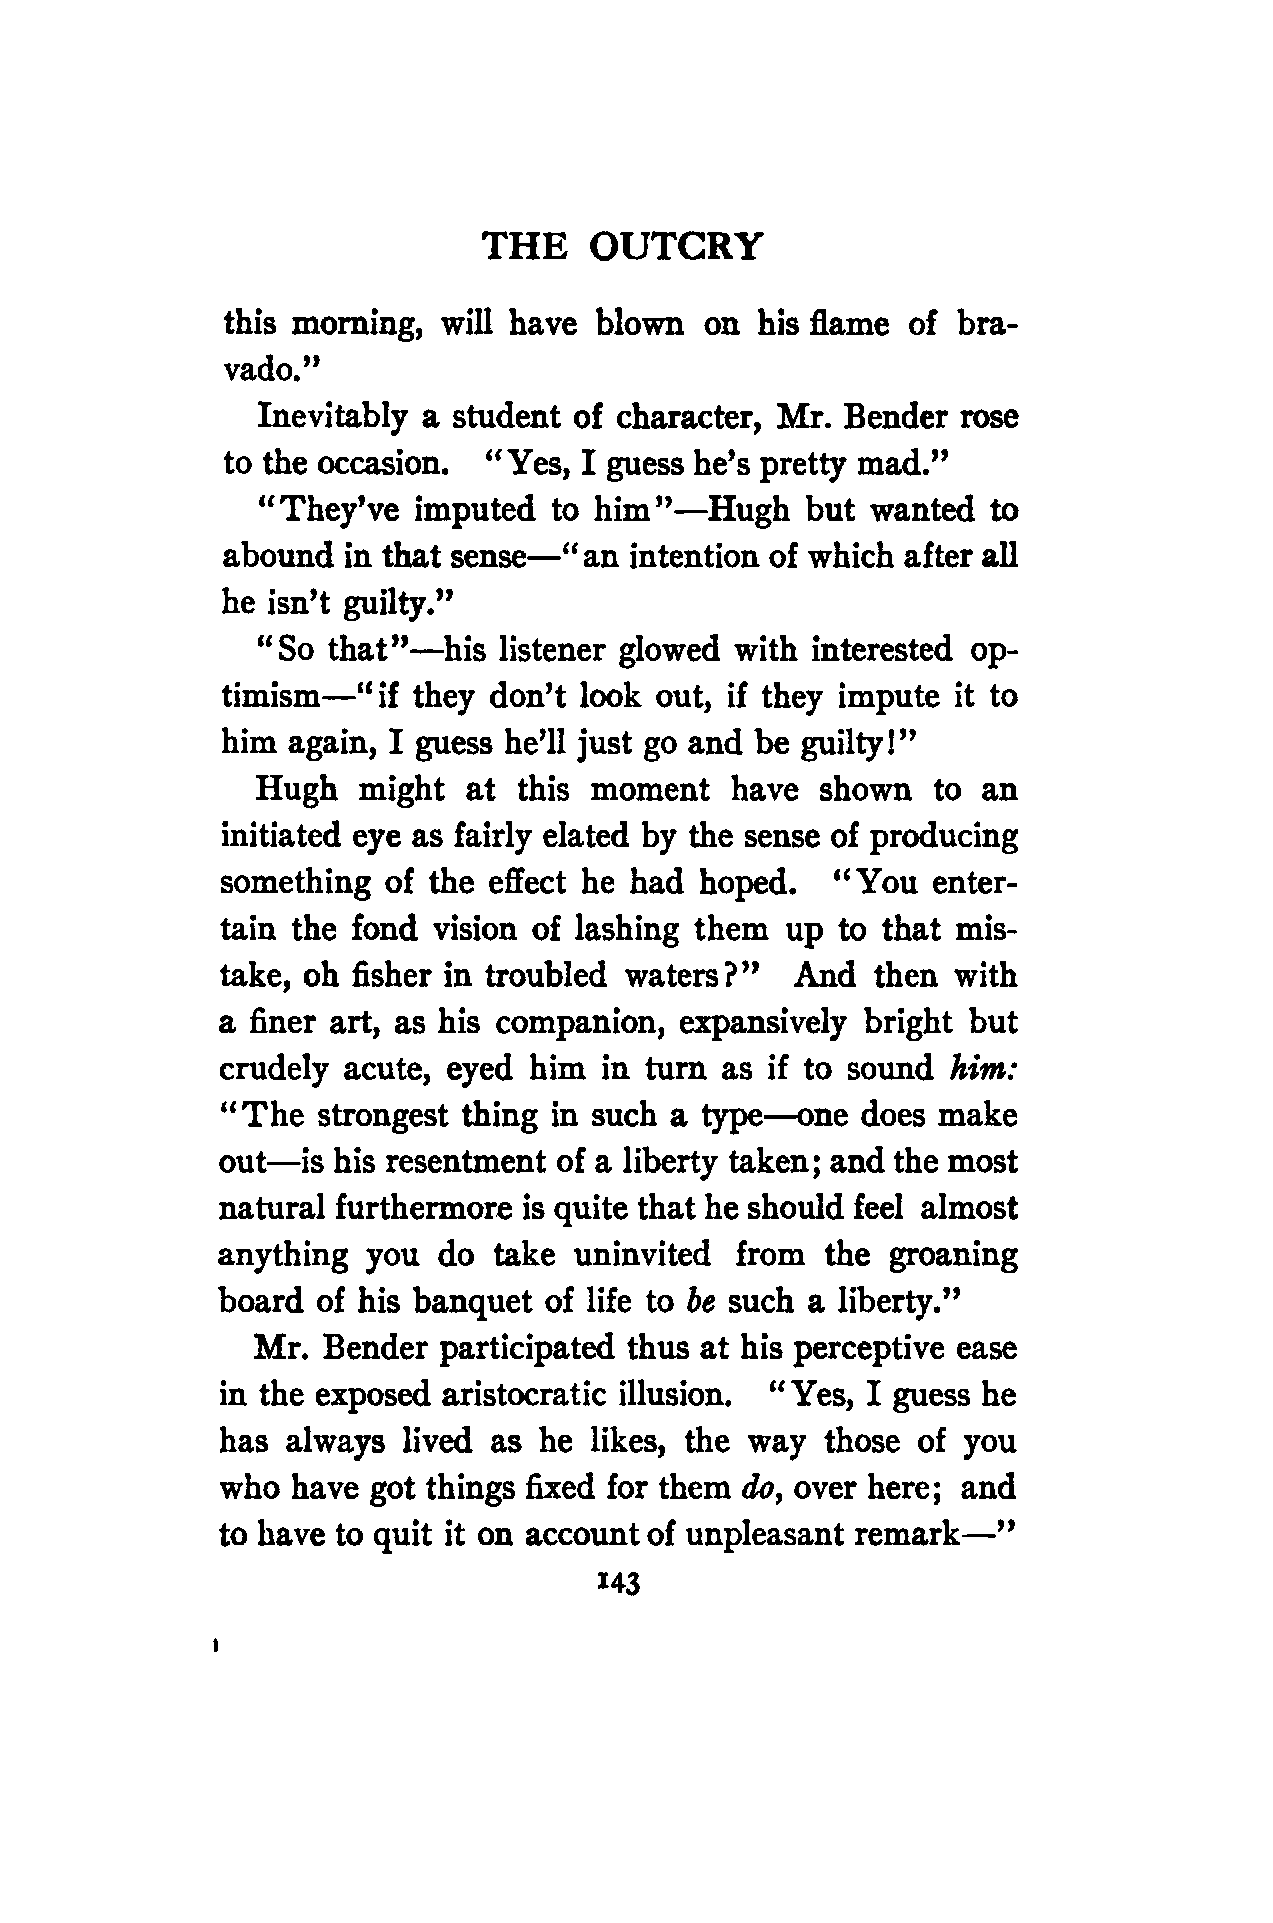 THE OUTCRY
this morning, will have blown on his flame of bra-
vado."
Inevitably a student of character, Mr. Bender rose
to the occasion. "Yes, I guess he's pretty mad."
"They've imputed to him"—Hugh but wanted to
abound in that sense—"an intention of which after all
he isn't guilty."
"So that"—his listener glowed with interested op-
timism—"if they don't look out, if they impute it to
him again, I guess he'll just go and be guilty!"
Hugh might at this moment have shown to an
initiated eye as fairly elated by the sense of producing
something of the effect he had hoped. "You enter-
tain the fond vision of lashing them up to that mis-
take, oh fisher in troubled waters?" And then with
a finer art, as his companion, expansively bright but
crudely acute, eyed him in turn as if to sound him:
"The strongest thing in such a type—one does make
out—is his resentment of a liberty taken; and the most
natural furthermore is quite that he should feel almost
anything you do take uninvited from the groaning
board of his banquet of life to be such a liberty."
Mr. Bender participated thus at his perceptive ease
in the exposed aristocratic illusion. "Yes, I guess he
has always lived as he likes, the way those of you
who have got things fixed for them do, over here; and
to have to quit it on account of unpleasant remark—"
143